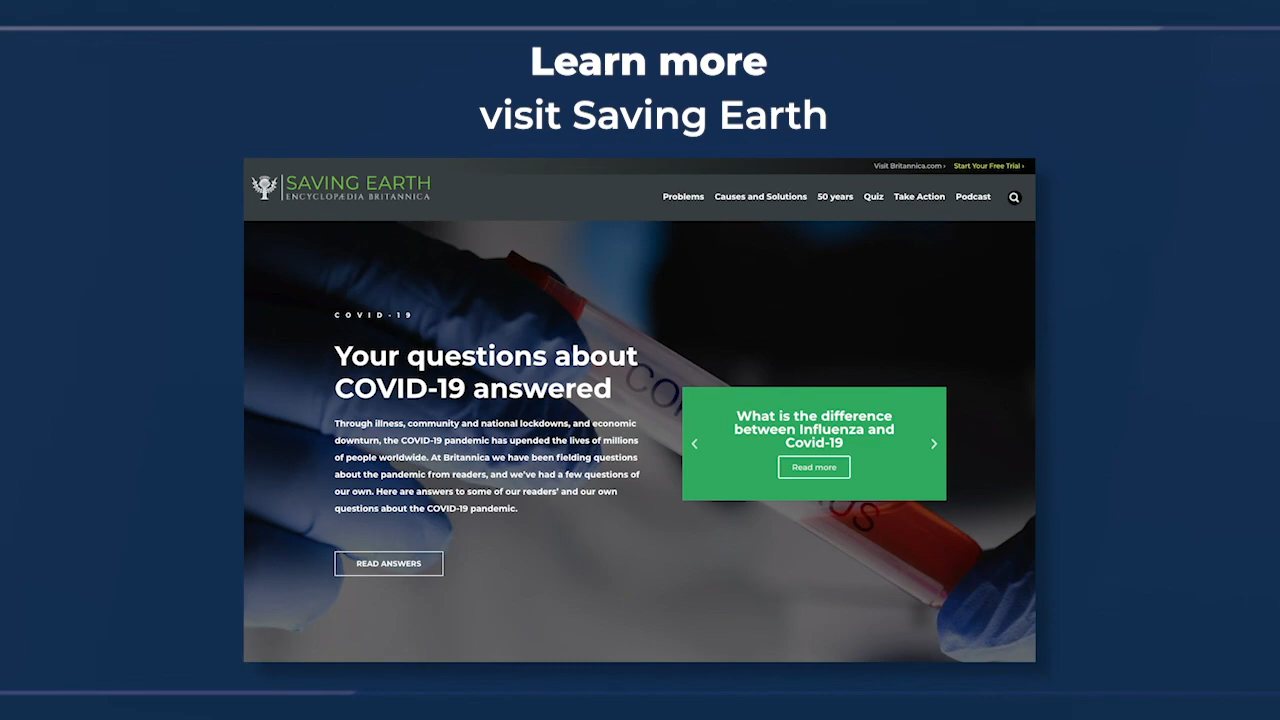 Learn more
visit Saving Earth
Visit Britannica.com ›
Start Your Free Trial ›
SAVING EARTH
ENCYCLOPÆDIA BRITANNICA
Problems
Causes and Solutions
50 years
Quiz
Take Action
Podcast
COVID-19
Your questions about
COVID-19 answered
Through illness, community and national lockdowns, and economic
downturn, the COVID-19 pandemic has upended the lives of millions
of people worldwide. At Britannica we have been fielding questions
about the pandemic from readers, and we've had a few questions of
our own. Here are answers to some of our readers' and our own
questions about the COVID-19 pandemic.
READ ANSWERS
What is the difference
between Influenza and
Covid-19
Read more